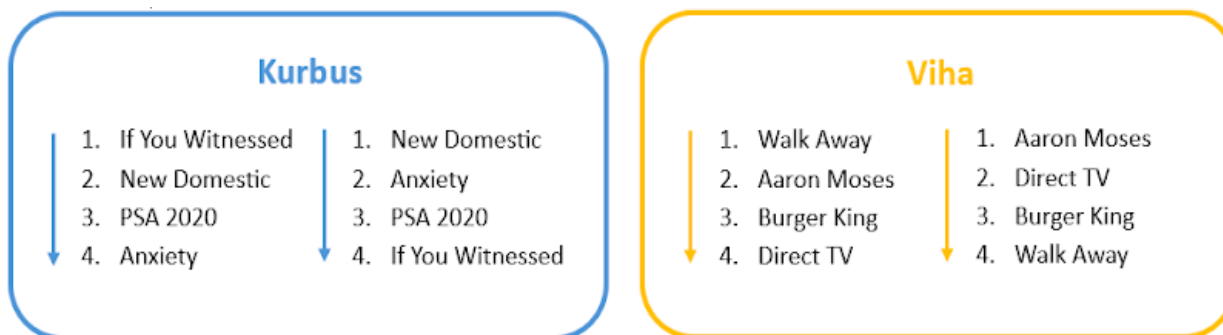 Kurbus
1. If You Witnessed
2. New Domestic
3. PSA 2020
4. Anxiety
1. New Domestic
2. Anxiety
3. PSA 2020
4. If You Witnessed
Viha
1. Walk Away
2. Aaron Moses
3. Burger King
4. Direct TV
1. Aaron Moses
2. Direct TV
3. Burger King
4. Walk Away